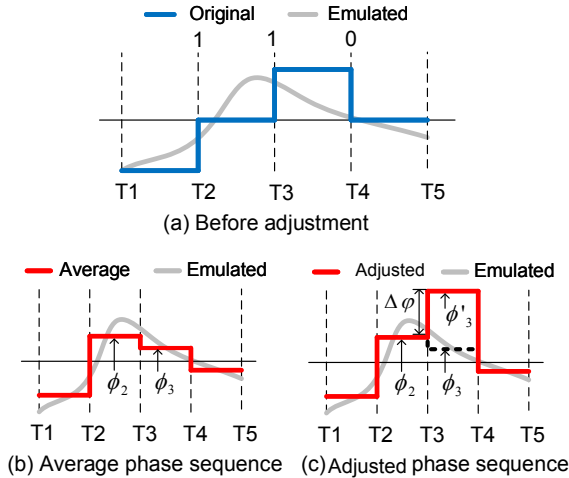 Original Emulated
1 1 0
T1 T2 T3 T4 T5
(a) Before adjustment
Average Emulated
ϕ2 ϕ3
T1 T2 T3 T4 T5
(b) Average phase sequence
Adjusted Emulated
Δφ ϕ'3
ϕ2 ϕ3
T1 T2 T3 T4 T5
(c) Adjusted phase sequence